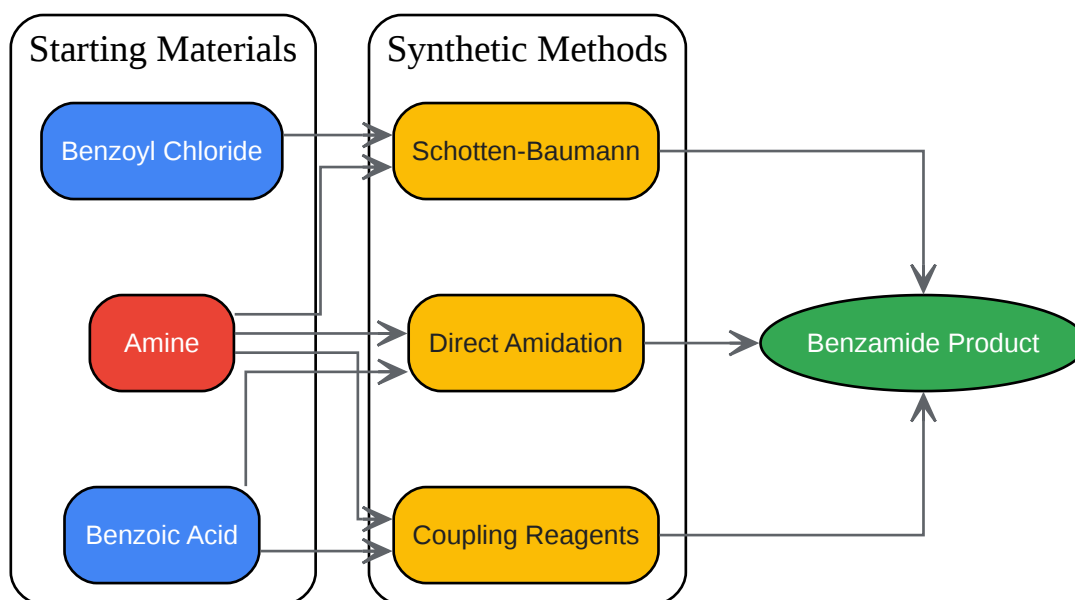 Starting Materials
Synthetic Methods
Benzoyl Chloride
Schotten-Baumann
Amine
Direct Amidation
Benzamide Product
Benzoic Acid
Coupling Reagents